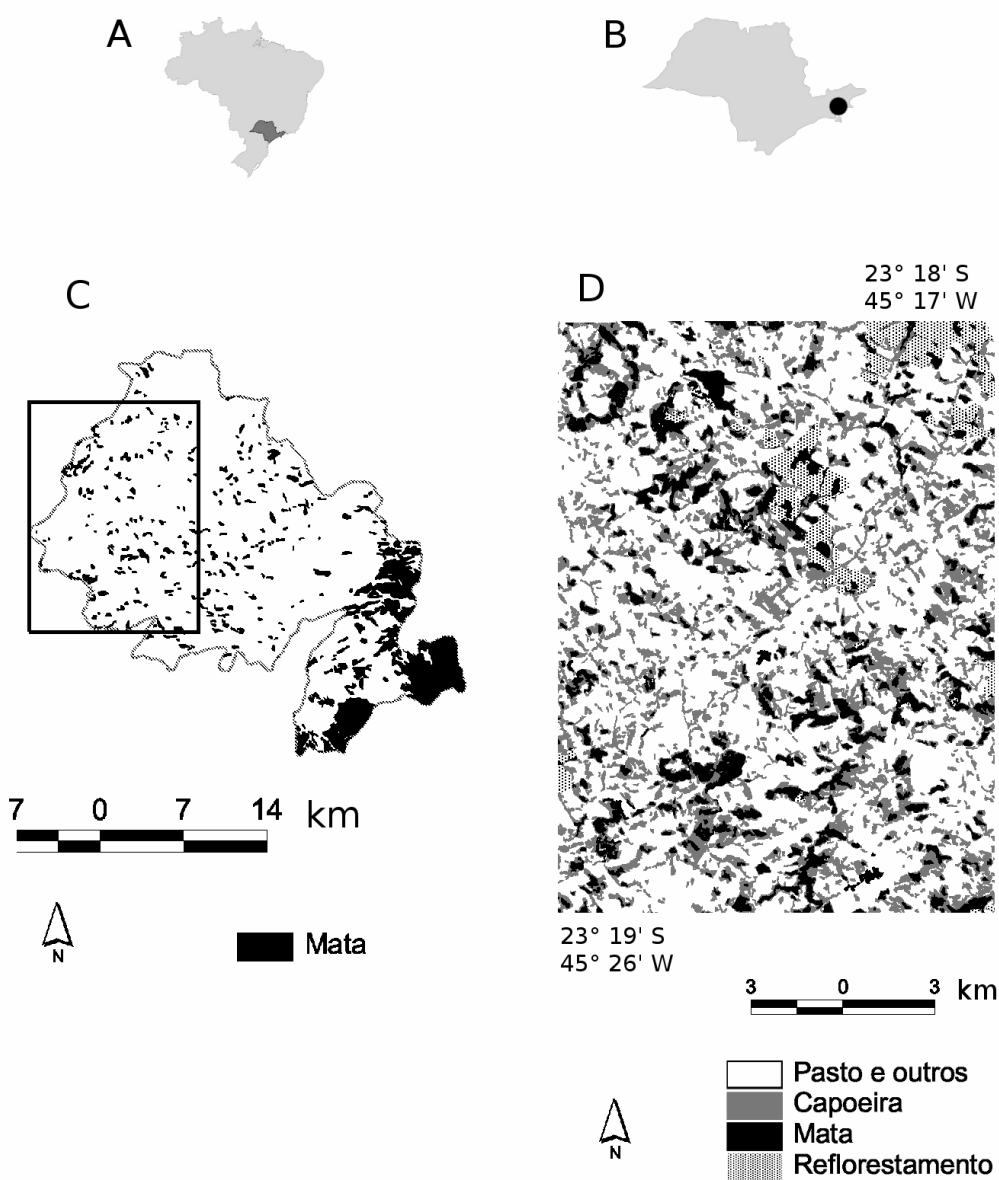 A
B
C
D
23° 18' S
45° 17' W
7 0 7 14 km
N
Mata
23° 19' S
45° 26' W
3 0 3 km
N
Pasto e outros
Capoeira
Mata
Reflorestamento